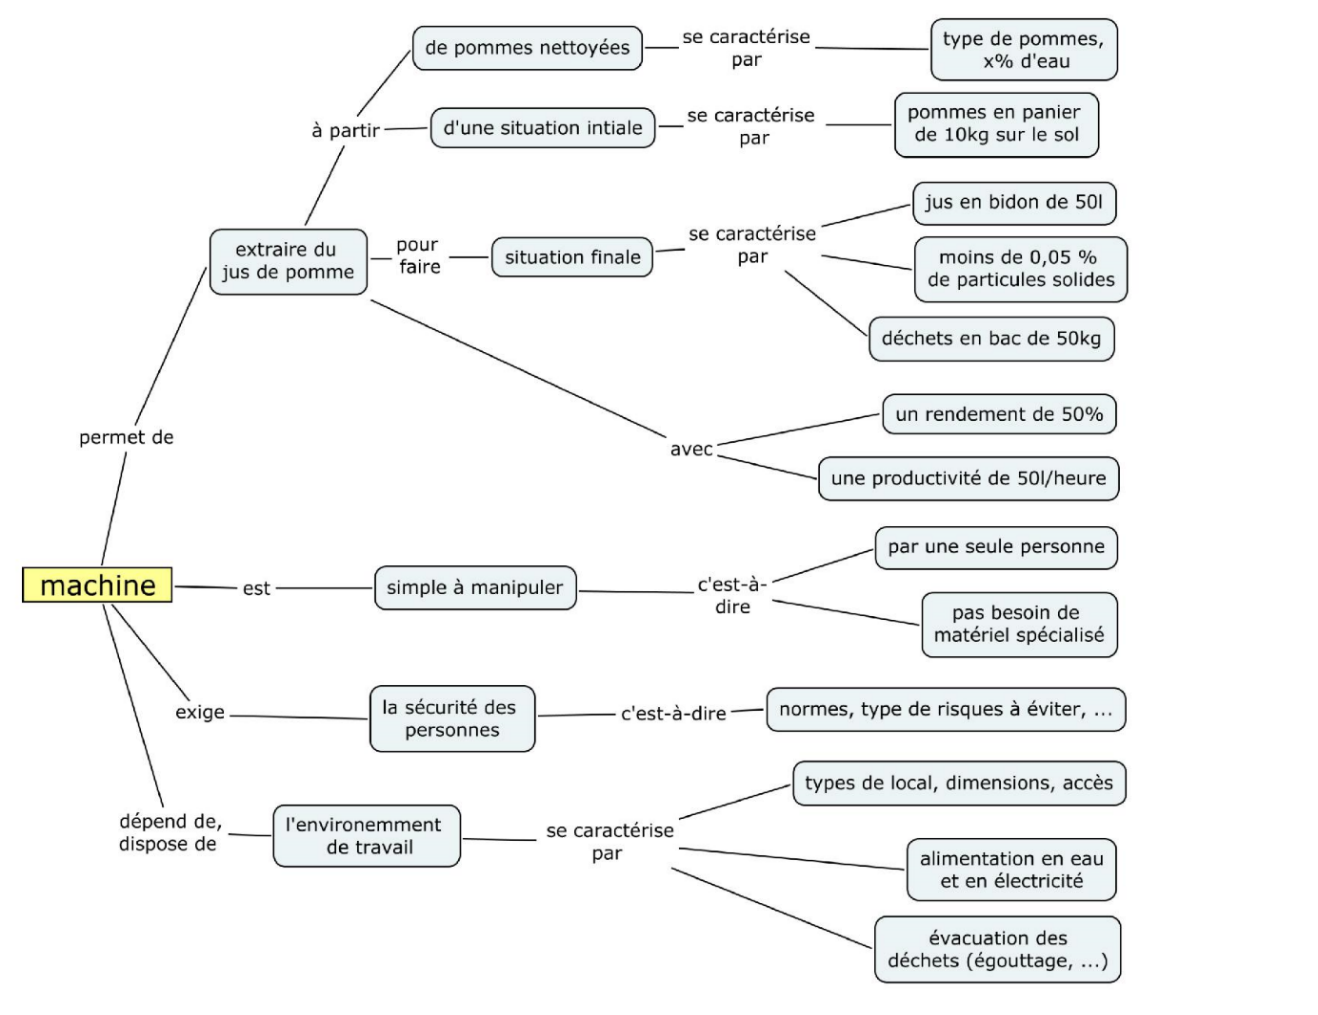 de pommes nettoyées
se caractérise
par
type de pommes,
x% d'eau
à partir
d'une situation intiale
se caractérise
par
pommes en panier
de 10kg sur le sol
extraire du
jus de pomme
pour
faire
situation finale
se caractérise
par
jus en bidon de 50l
moins de 0,05 %
de particules solides
déchets en bac de 50kg
permet de
avec
un rendement de 50%
une productivité de 50l/heure
machine
est
simple à manipuler
c'est-à-
dire
par une seule personne
pas besoin de
matériel spécialisé
exige
la sécurité des
personnes
c'est-à-dire
normes, type de risques à éviter, ...
dépend de,
dispose de
l'environemment
de travail
se caractérise
par
types de local, dimensions, accès
alimentation en eau
et en électricité
évacuation des
déchets (égouttage, ...)